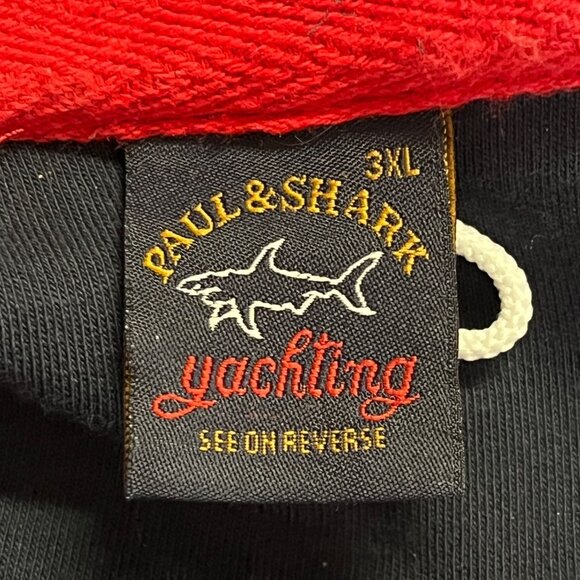 3XL
PAUL & SHARK
yachting
SEE ON REVERSE